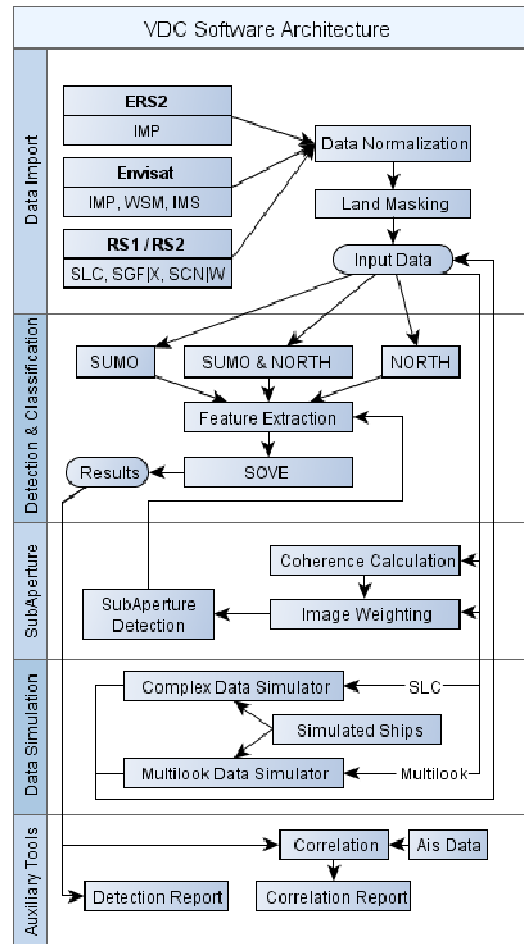 VDC Software Architecture
Data Import
ERS2
IMP
Envisat
IMP, WSM, IMS
RS1 / RS2
SLC, SGF|X, SCN|W
Data Normalization
Land Masking
Input Data
Detection & Classification
SUMO
SUMO & NORTH
NORTH
Feature Extraction
Results
SOVE
SubAperture
Coherence Calculation
SubAperture
Detection
Image Weighting
Data Simulation
Complex Data Simulator
SLC
Simulated Ships
Multilook Data Simulator
Multilook
Auxiliary Tools
Correlation
Ais Data
Detection Report
Correlation Report